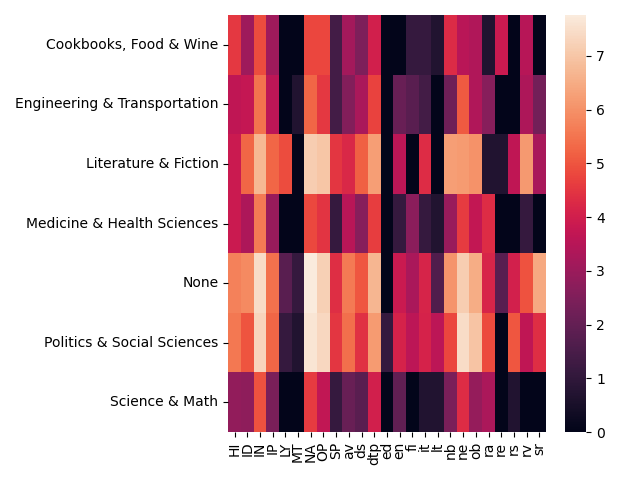 Cookbooks, Food & Wine
Engineering & Transportation
Literature & Fiction
Medicine & Health Sciences
None
Politics & Social Sciences
Science & Math
HI ID IN IP LY MT NA OP SP av ds dtp ed en fi it lt nb ne ob ra re rs rv sr
7
6
5
4
3
2
1
0